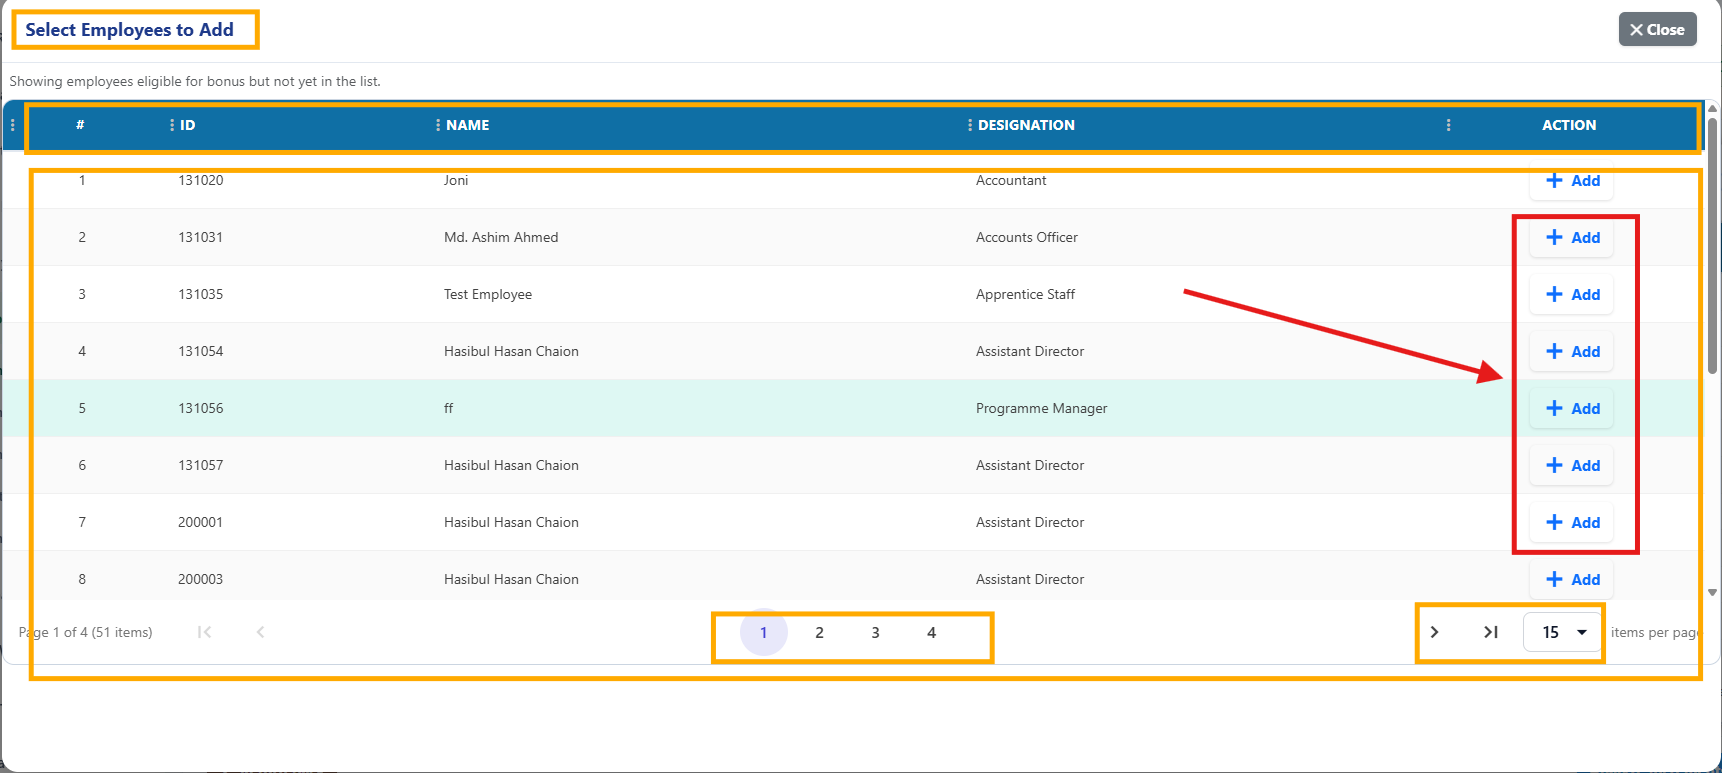 Select Employees to Add
Close
Showing employees eligible for bonus but not yet in the list.
# ID NAME DESIGNATION ACTION
1 131020 Joni Accountant + Add
2 131031 Md. Ashim Ahmed Accounts Officer + Add
3 131035 Test Employee Apprentice Staff + Add
4 131054 Hasibul Hasan Chaion Assistant Director + Add
5 131056 ff Programme Manager + Add
6 131057 Hasibul Hasan Chaion Assistant Director + Add
7 200001 Hasibul Hasan Chaion Assistant Director + Add
8 200003 Hasibul Hasan Chaion Assistant Director + Add
Page 1 of 4 (51 items) 1 2 3 4 15 items per page